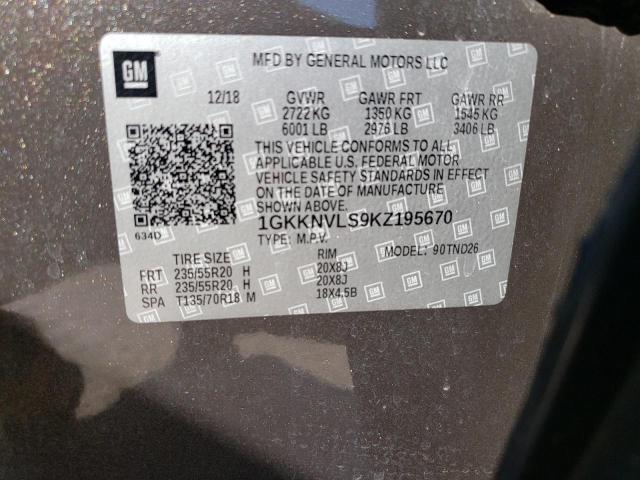 GM
MFD BY GENERAL MOTORS LLC
12/18 GVWR GAWR FRT GAWR RR
2722 KG 1350 KG 1545 KG
6001 LB 2976 LB 3406 LB
THIS VEHICLE CONFORMS TO ALL
APPLICABLE U.S. FEDERAL MOTOR
VEHICLE SAFETY STANDARDS IN EFFECT
ON THE DATE OF MANUFACTURE
SHOWN ABOVE.
1GKKNVLS9KZ195670
634D
TYPE: M.P.V. MODEL: 90TND26
TIRE SIZE RIM
FRT 235/55R20 H 20X8J
RR 235/55R20 H 20X8J
SPA T135/70R18 M 18X4.5B